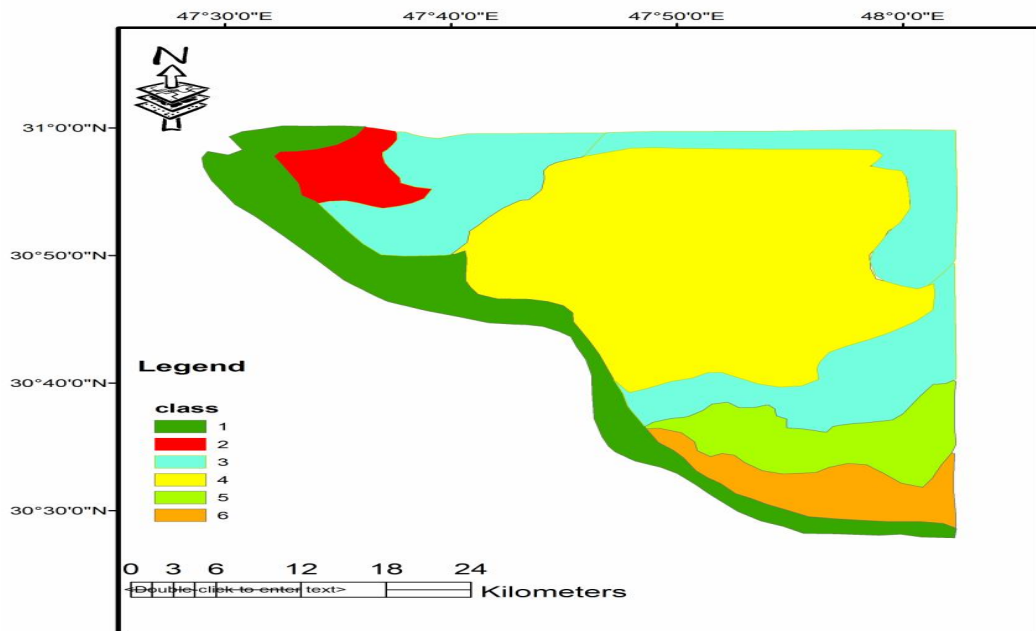 47°30'0"E 47°40'0"E 47°50'0"E 48°0'0"E
N
31°0'0"N
30°50'0"N
30°40'0"N
30°30'0"N
Legend
class
1
2
3
4
5
6
0 3 6 12 18 24
<Double-click to enter text>
Kilometers